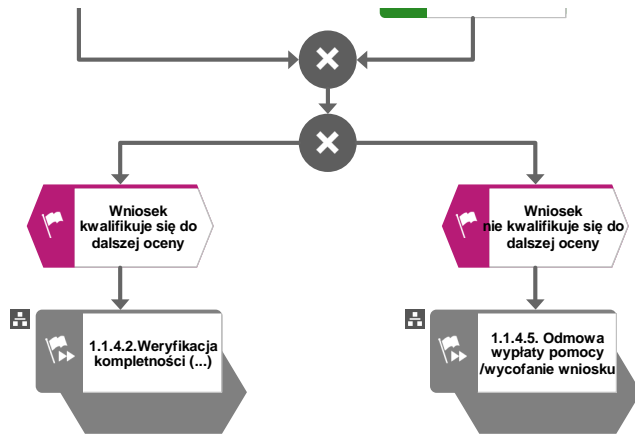 Wniosek
kwalifikuje się do
dalszej oceny
Wniosek
nie kwalifikuje się do
dalszej oceny
1.1.4.2.Weryfikacja
kompletności (...)
1.1.4.5. Odmowa
wypłaty pomocy
/wycofanie wniosku